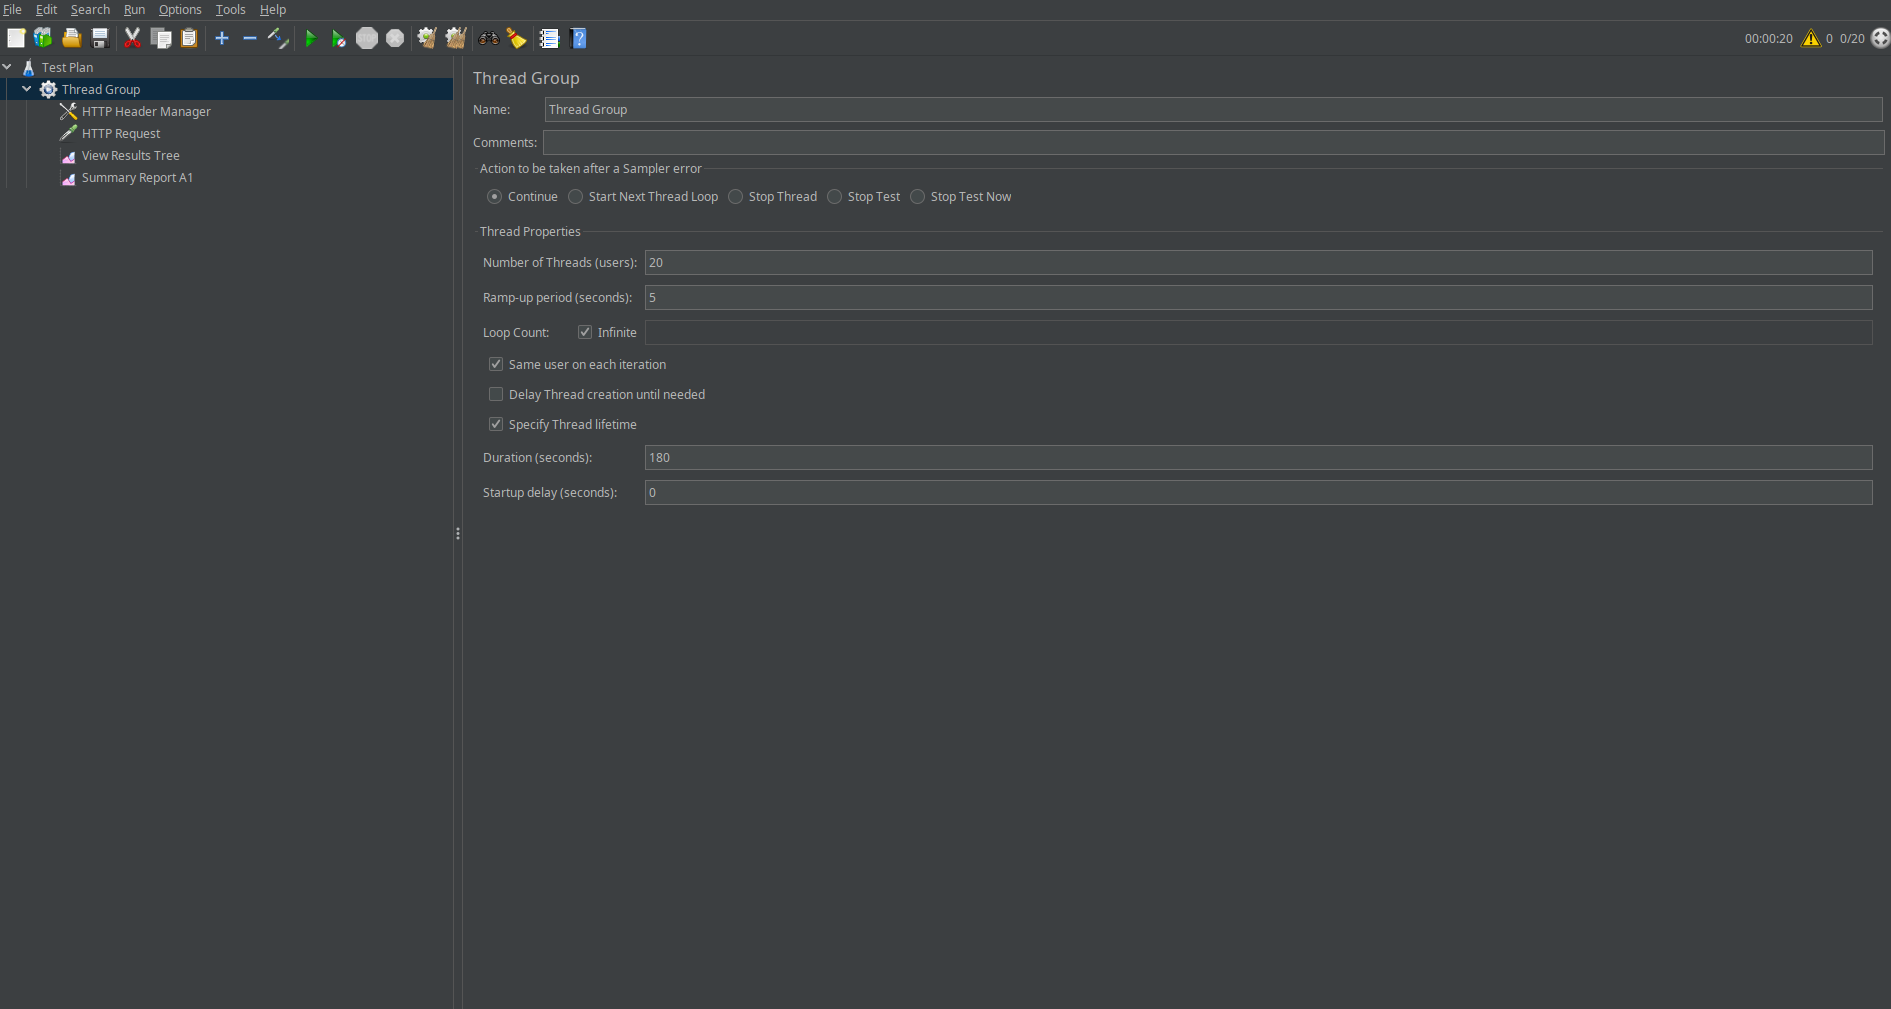 File Edit Search Run Options Tools Help
STOP
00:00:20 0 0/20
Test Plan
Thread Group
HTTP Header Manager
HTTP Request
View Results Tree
Summary Report A1
Thread Group
Name: Thread Group
Comments:
Action to be taken after a Sampler error
Continue Start Next Thread Loop Stop Thread Stop Test Stop Test Now
Thread Properties
Number of Threads (users): 20
Ramp-up period (seconds): 5
Loop Count: Infinite
Same user on each iteration
Delay Thread creation until needed
Specify Thread lifetime
Duration (seconds): 180
Startup delay (seconds): 0